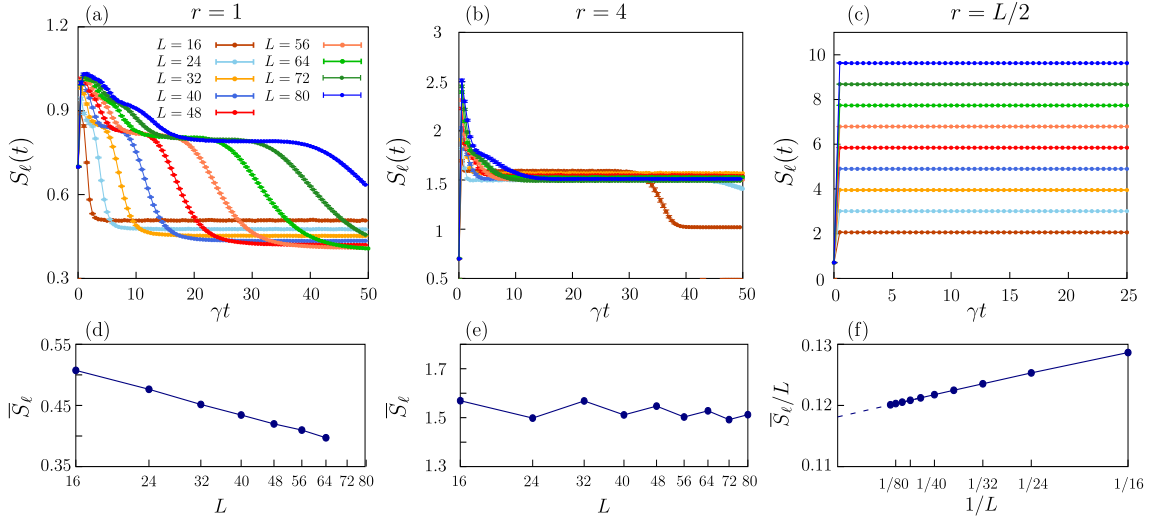 (a) r = 1
(b) r = 4
(c) r = L/2
L = 16 L = 56
L = 24 L = 64
L = 32 L = 72
L = 40 L = 80
L = 48
1.2
0.9
0.6
0.3
S_ℓ(t)
0 10 20 30 40 50
γt
3
2.5
2
1.5
1
0.5
S_ℓ(t)
0 10 20 30 40 50
γt
10
8
6
4
2
0
S_ℓ(t)
0 5 10 15 20 25
γt
(d)
0.55
0.45
0.35
S̅_ℓ
16 24 32 40 48 56 64 72 80
L
(e)
1.7
1.5
1.3
S̅_ℓ
16 24 32 40 48 56 64 72 80
L
(f)
0.13
0.12
0.11
S̅_ℓ/L
1/80 1/40 1/32 1/24 1/16
1/L